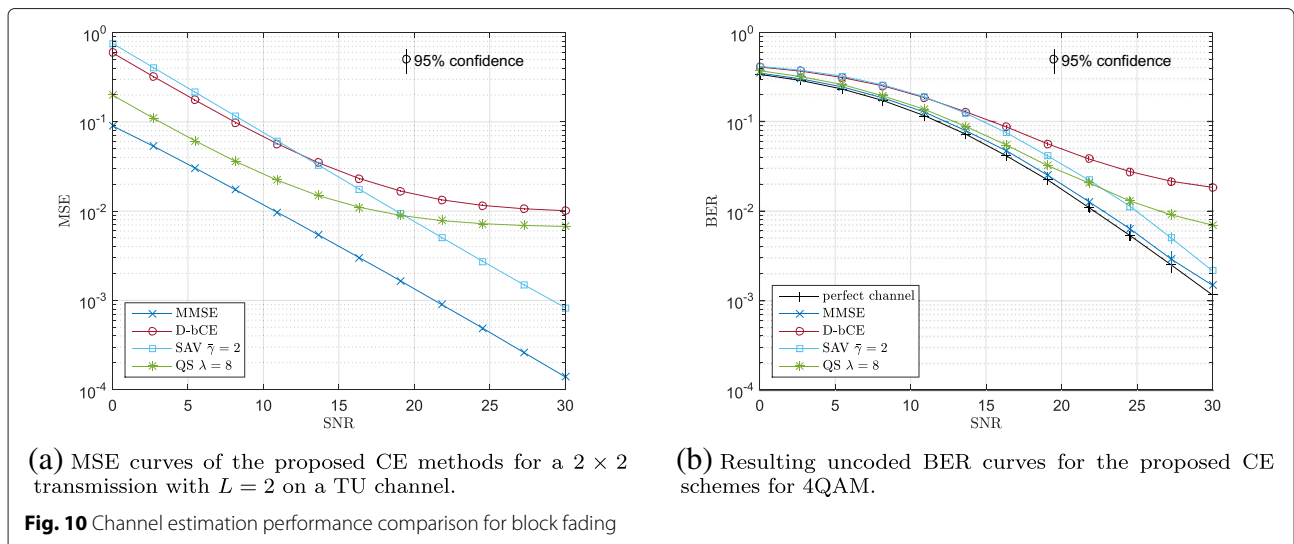 10^0
10^-1
10^-2
10^-3
10^-4
MSE
0 5 10 15 20 25 30
SNR
95% confidence
MMSE
D-bCE
SAV γ̄ = 2
QS λ = 8
10^0
10^-1
10^-2
10^-3
10^-4
BER
0 5 10 15 20 25 30
SNR
95% confidence
perfect channel
MMSE
D-bCE
SAV γ̄ = 2
QS λ = 8
(a) MSE curves of the proposed CE methods for a 2 × 2
transmission with L = 2 on a TU channel.
(b) Resulting uncoded BER curves for the proposed CE
schemes for 4QAM.
Fig. 10 Channel estimation performance comparison for block fading